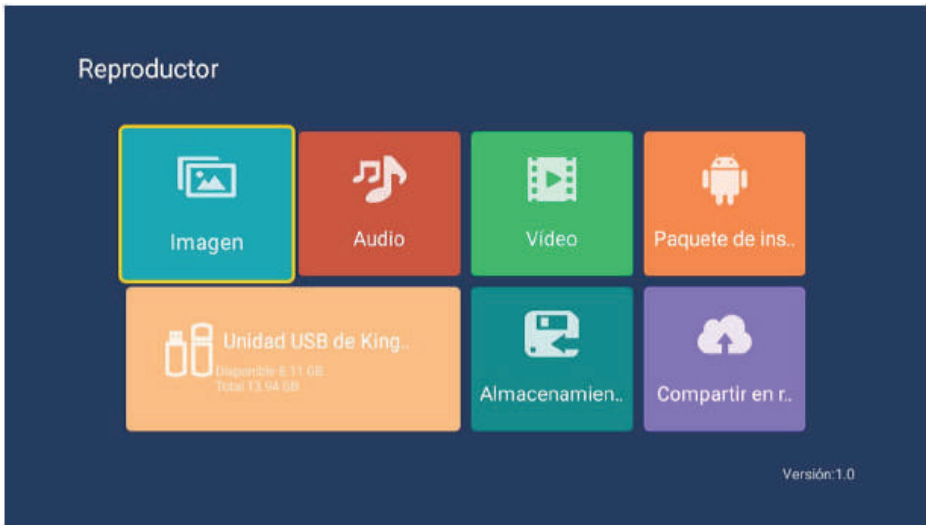 Reproductor
Imagen
Audio
Vídeo
Paquete de ins..
Unidad USB de King..
Disponible 8.11 GB
Total 13.94 GB
Almacenamien..
Compartir en r..
Versión:1.0